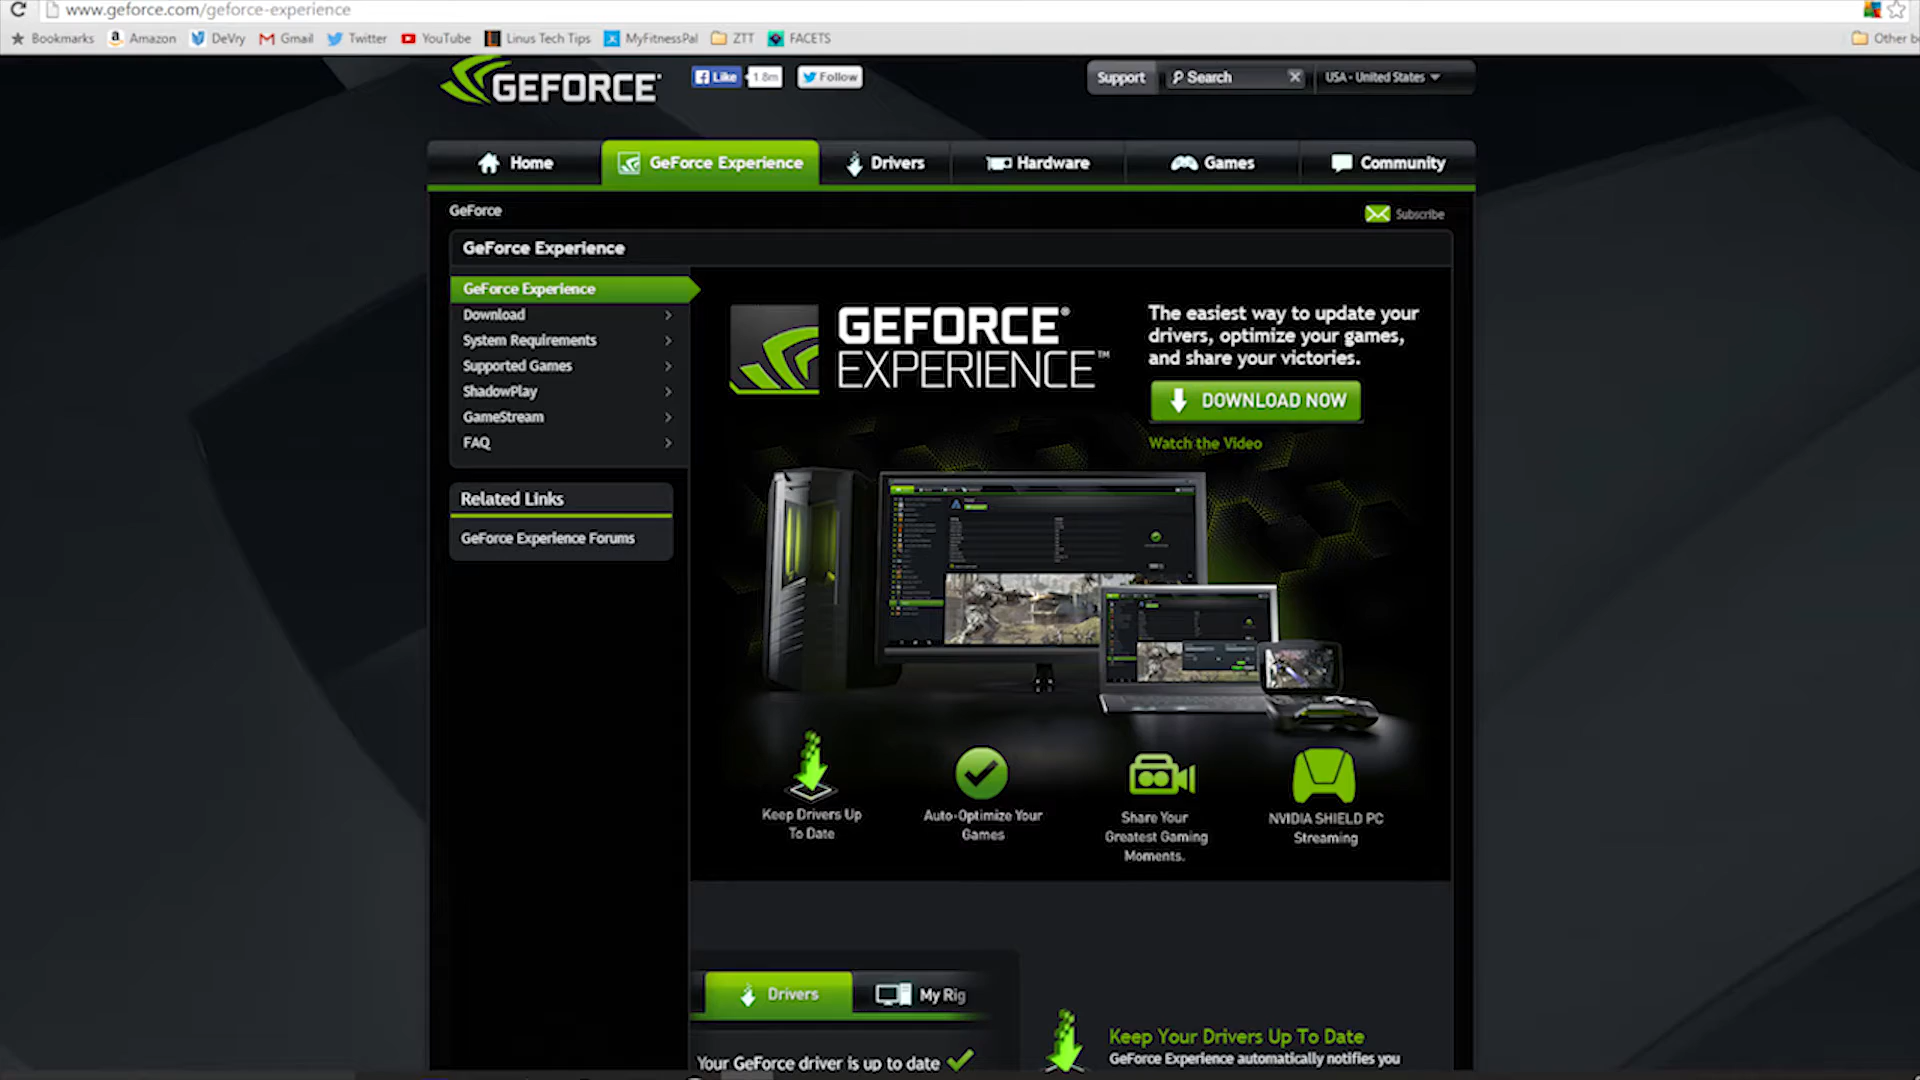 www.geforce.com/geforce-experience
Bookmarks Amazon DeVry Gmail Twitter YouTube Linus Tech Tips MyFitnessPal ZTT FACETS Other b
GEFORCE Like 1.8m Follow Support Search USA - United States
Home GeForce Experience Drivers Hardware Games Community
GeForce Subscribe
GeForce Experience
GeForce Experience
Download
System Requirements
Supported Games
ShadowPlay
GameStream
FAQ
Related Links
GeForce Experience Forums
GEFORCE®
EXPERIENCE™
The easiest way to update your
drivers, optimize your games,
and share your victories.
DOWNLOAD NOW
Watch the Video
Keep Drivers Up
To Date
Auto-Optimize Your
Games
Share Your
Greatest Gaming
Moments.
NVIDIA SHIELD PC
Streaming
Drivers My Rig
Your GeForce driver is up to date
Keep Your Drivers Up To Date
GeForce Experience automatically notifies you